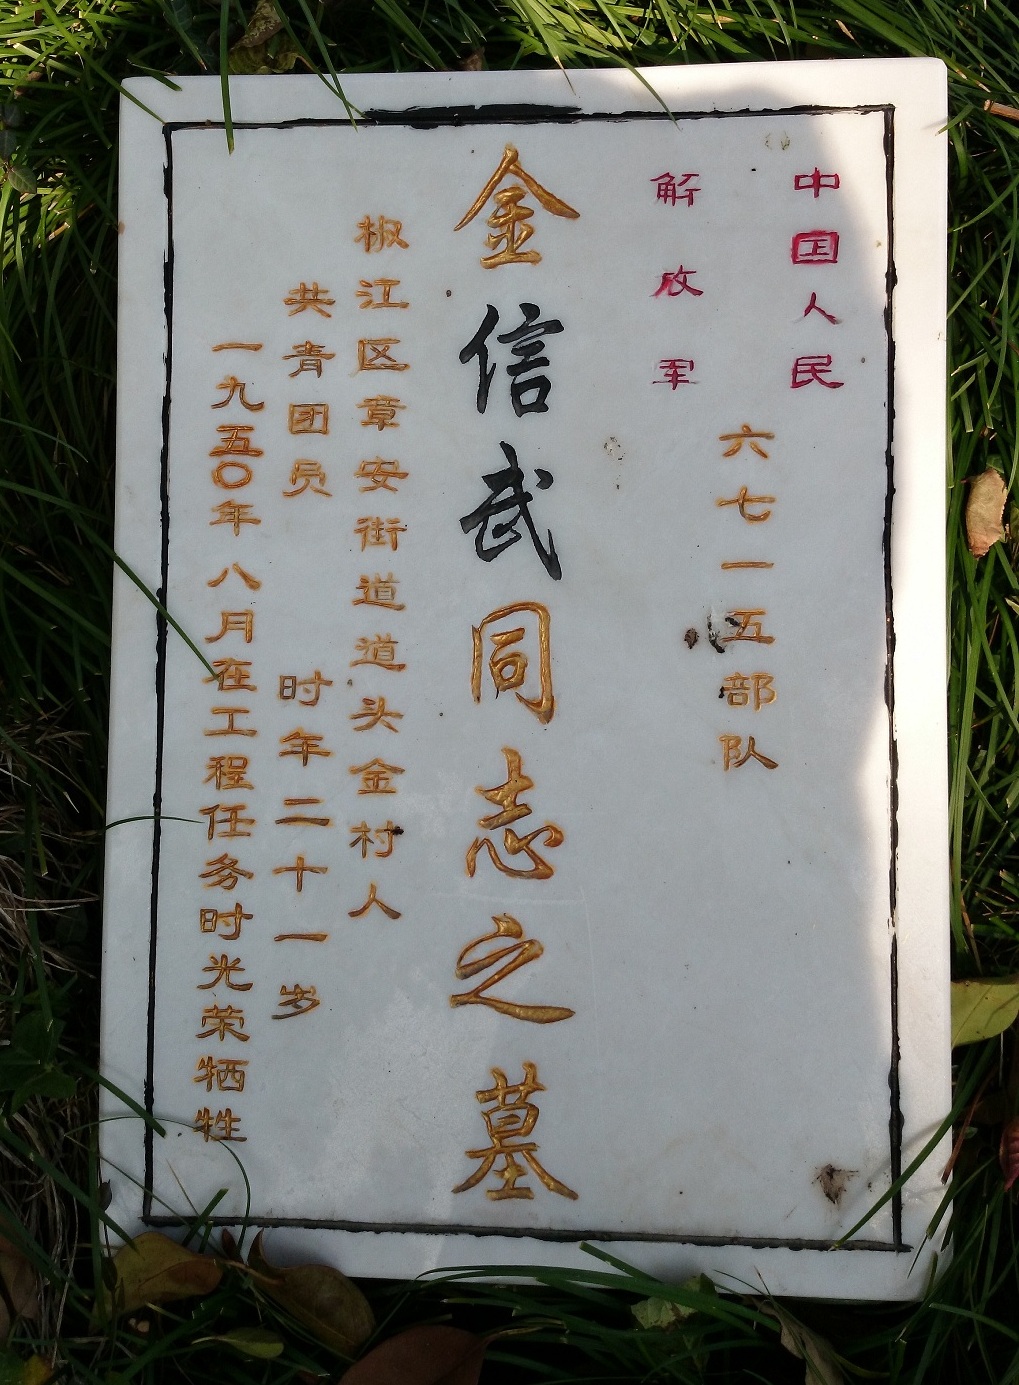 中国人民
解放军
六七一五部队
金信武同志之墓
椒江区章安街道道头金村人
共青团员 时年二十一岁
一九五〇年八月在工程任务时光荣牺牲